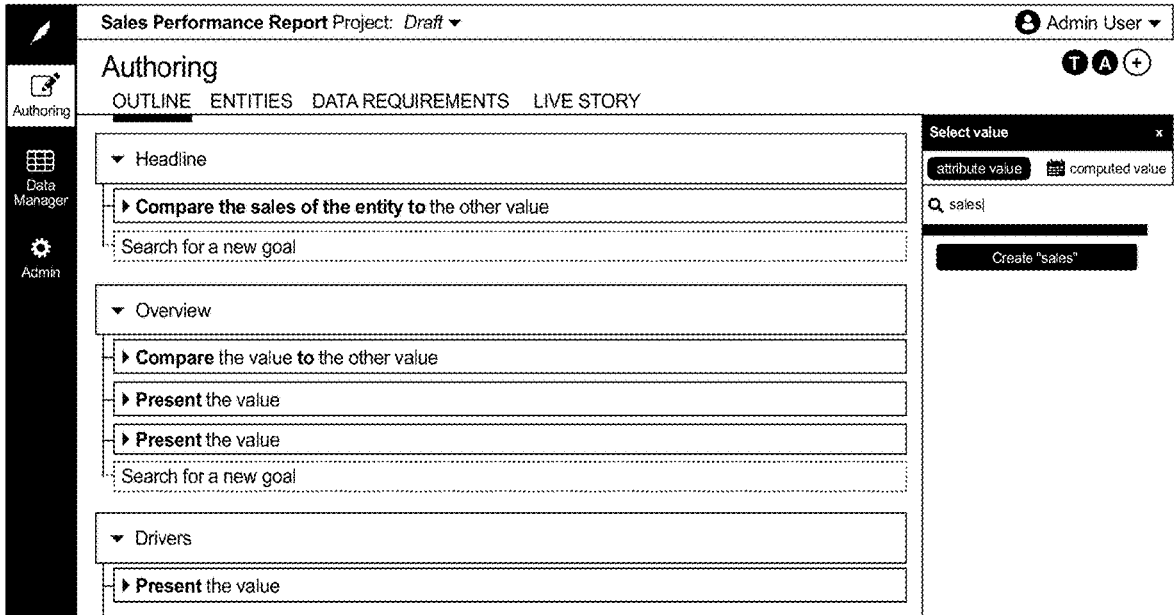 Sales Performance Report Project: Draft
Admin User
Authoring
T A +
Authoring
OUTLINE ENTITIES DATA REQUIREMENTS LIVE STORY
Data
Manager
Admin
Headline
Compare the sales of the entity to the other value
Search for a new goal
Overview
Compare the value to the other value
Present the value
Present the value
Search for a new goal
Drivers
Present the value
Select value x
attribute value computed value
sales
Create "sales"